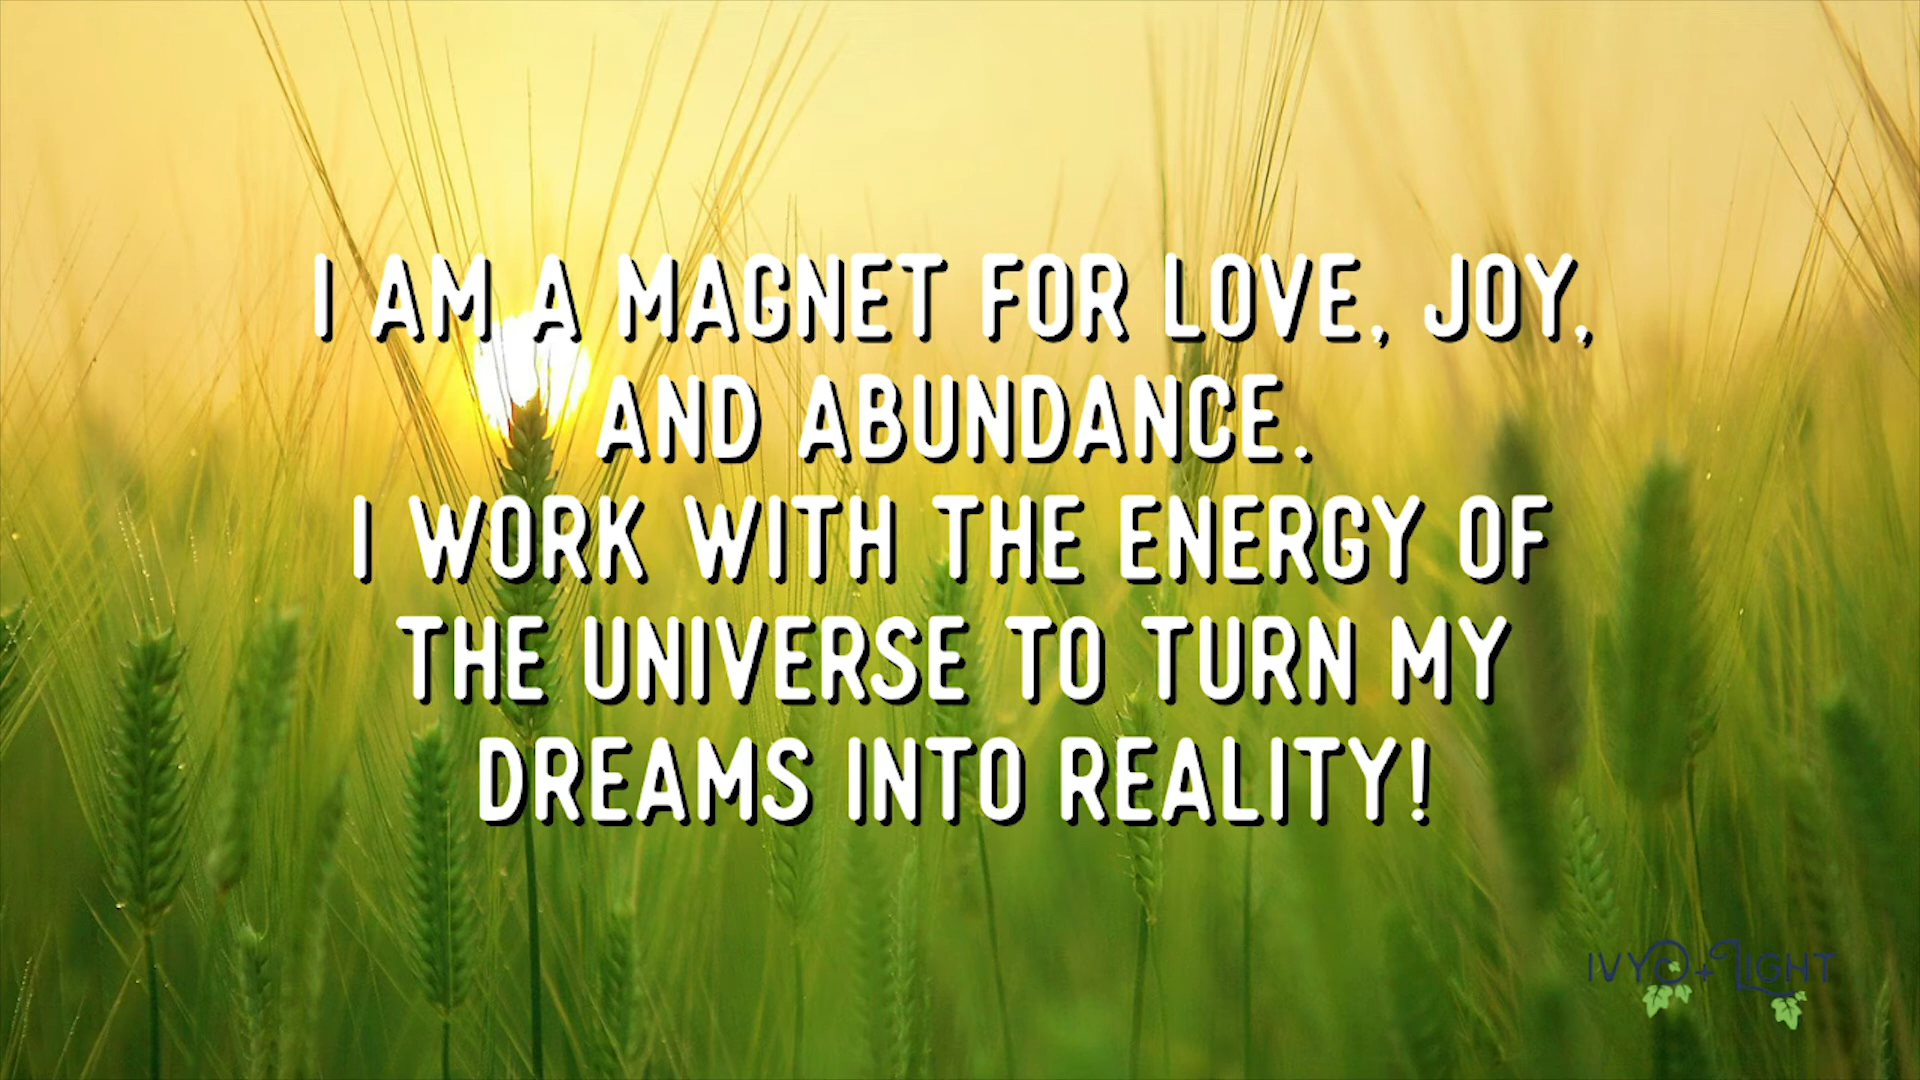 I AM A MAGNET FOR LOVE, JOY,
AND ABUNDANCE.
I WORK WITH THE ENERGY OF
THE UNIVERSE TO TURN MY
DREAMS INTO REALITY!
IVY + LIGHT